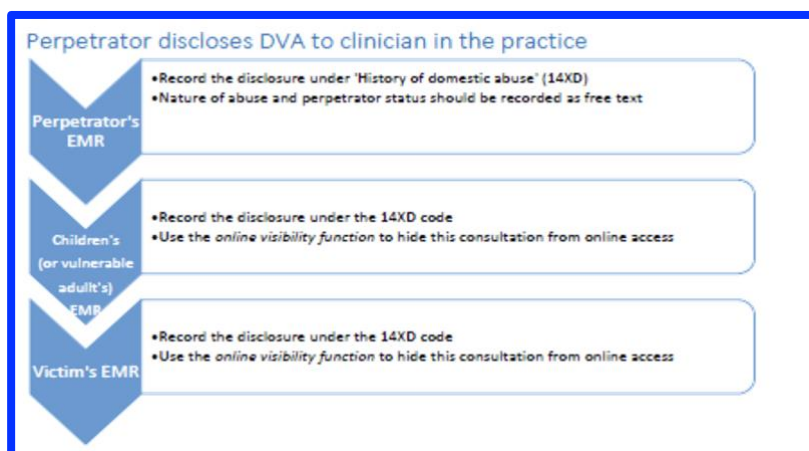 Perpetrator discloses DVA to clinician in the practice
Perpetrator's
EMR
•Record the disclosure under 'History of domestic abuse' (14XD)
•Nature of abuse and perpetrator status should be recorded as free text
Children's
(or vulnerable
adullt's)
EMR
•Record the disclosure under the 14XD code
•Use the online visibility function to hide this consultation from online access
Victim's EMR
•Record the disclosure under the 14XD code
•Use the online visibility function to hide this consultation from online access